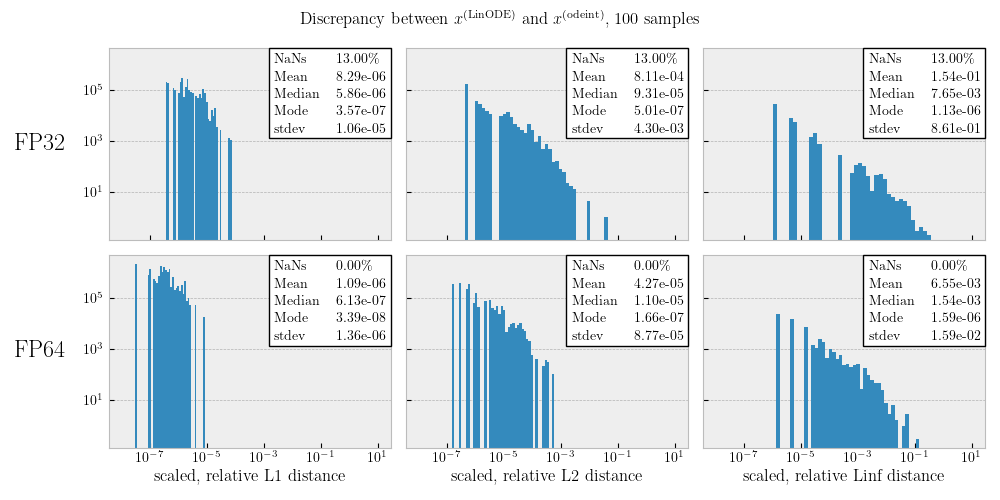 Discrepancy between x^(LinODE) and x^(odeint), 100 samples
FP32
10^5
10^3
10^1
NaNs 13.00%
Mean 8.29e-06
Median 5.86e-06
Mode 3.57e-07
stdev 1.06e-05
NaNs 13.00%
Mean 8.11e-04
Median 9.31e-05
Mode 5.01e-07
stdev 4.30e-03
NaNs 13.00%
Mean 1.54e-01
Median 7.65e-03
Mode 1.13e-06
stdev 8.61e-01
FP64
10^5
10^3
10^1
NaNs 0.00%
Mean 1.09e-06
Median 6.13e-07
Mode 3.39e-08
stdev 1.36e-06
NaNs 0.00%
Mean 4.27e-05
Median 1.10e-05
Mode 1.66e-07
stdev 8.77e-05
NaNs 0.00%
Mean 6.55e-03
Median 1.54e-03
Mode 1.59e-06
stdev 1.59e-02
10^-7 10^-5 10^-3 10^-1 10^1
scaled, relative L1 distance
10^-7 10^-5 10^-3 10^-1 10^1
scaled, relative L2 distance
10^-7 10^-5 10^-3 10^-1 10^1
scaled, relative Linf distance